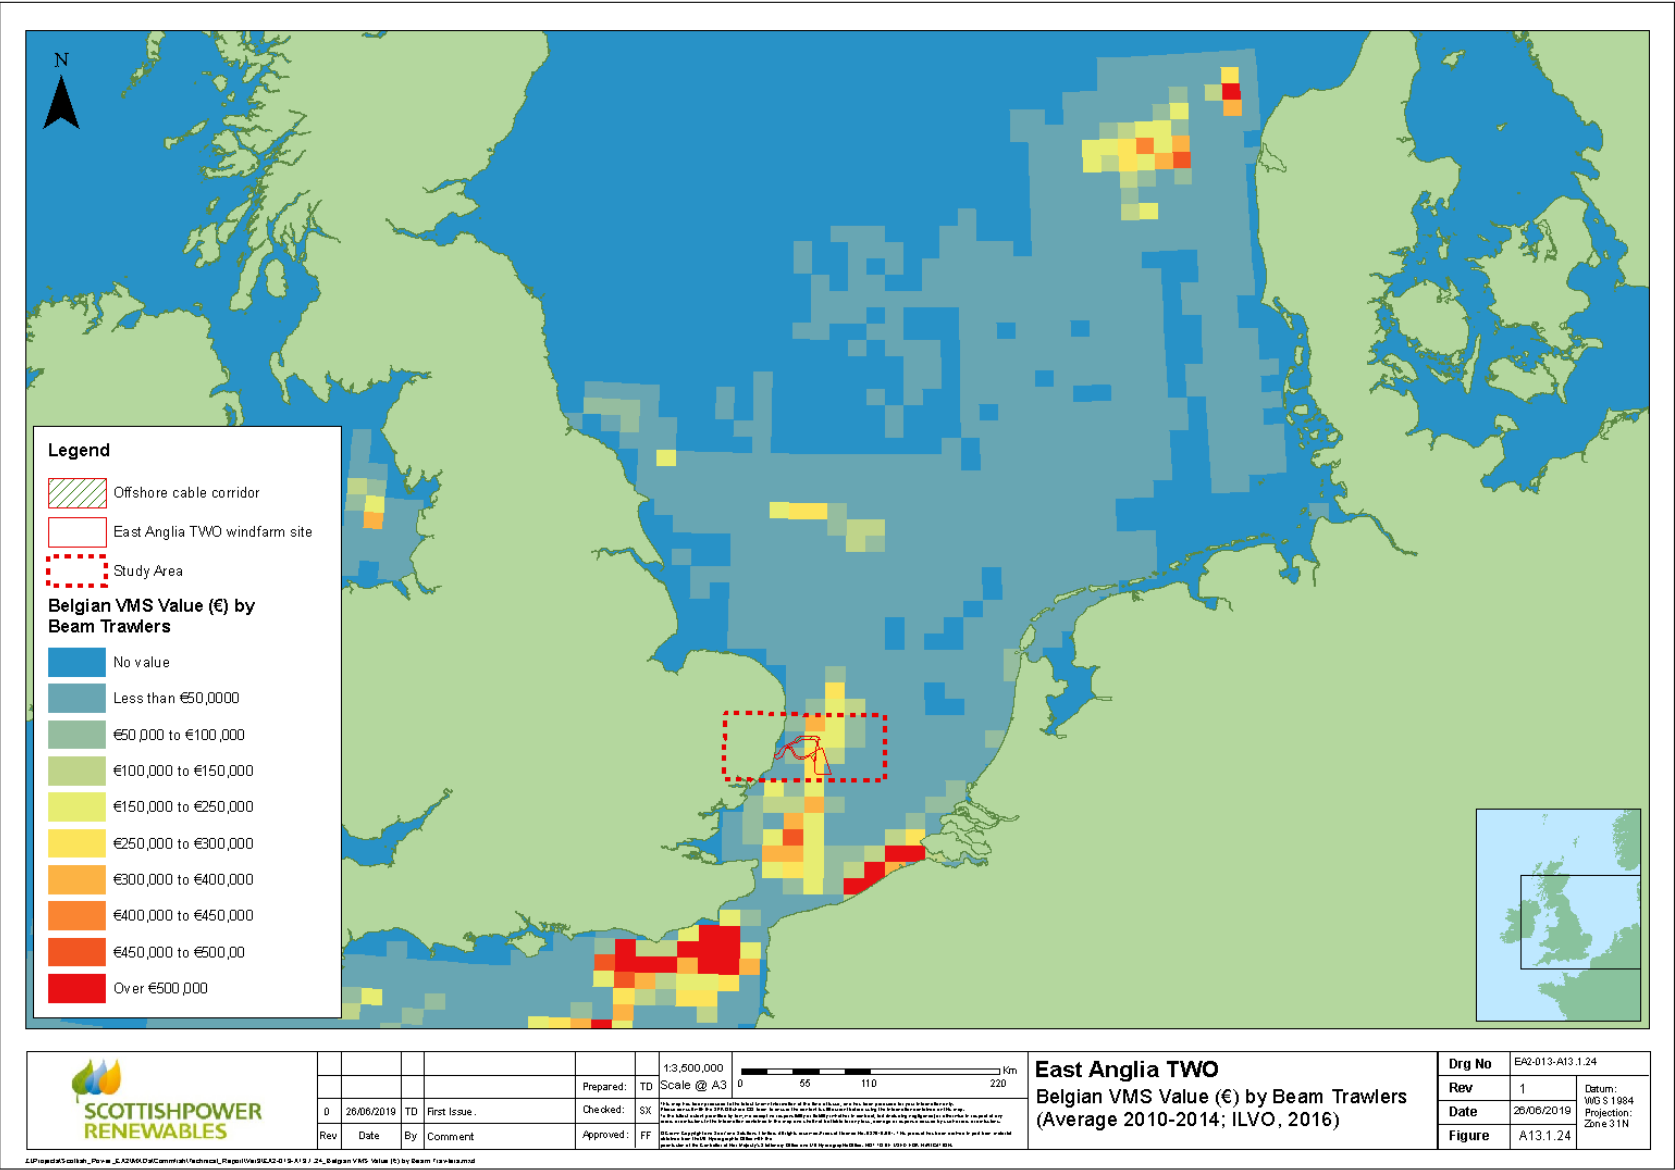 N
Legend
Offshore cable corridor
East Anglia TWO windfarm site
Study Area
Belgian VMS Value (€) by
Beam Trawlers
No value
Less than €50,0000
€50,000 to €100,000
€100,000 to €150,000
€150,000 to €250,000
€250,000 to €300,000
€300,000 to €400,000
€400,000 to €450,000
€450,000 to €500,00
Over €500,000
SCOTTISHPOWER
RENEWABLES
0 26/06/2019 TD First Issue.
Rev Date By Comment
Prepared: TD
Checked: SX
Approved: FF
1:3,500,000
Scale @ A3
0 55 110 220 Km
East Anglia TWO
Belgian VMS Value (€) by Beam Trawlers
(Average 2010-2014; ILVO, 2016)
Drg No EA2-013-A13.1.24
Rev 1
Date 26/06/2019
Figure A13.1.24
Datum:
WGS 1984
Projection:
Zone 31N